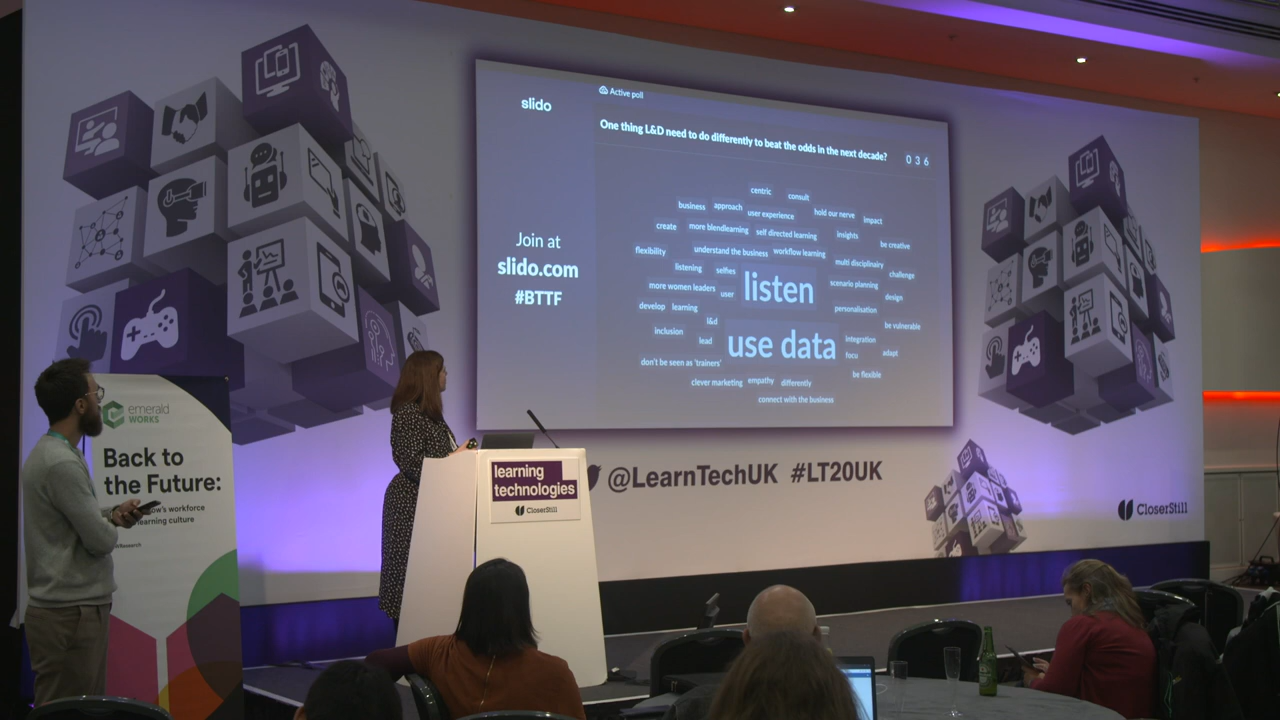 slido
Active poll
One thing L&D need to do differently to beat the odds in the next decade?
0 3 6
Join at
slido.com
#BTTF
centric
consult
business
approach
user experience
hold our nerve
impact
create
more blendlearning
self directed learning
insights
be creative
flexibility
understand the business
workflow learning
multi disciplinairy
listening
selfies
listen
scenario planning
challenge
more women leaders
user
design
develop
learning
personalisation
l&d
be vulnerable
inclusion
lead
use data
integration
focus
adapt
don't be seen as 'trainers'
be flexible
clever marketing
empathy
differently
connect with the business
@LearnTechUK #LT20UK
CloserStill
learning
technologies
CloserStill
emerald
WORKS
Back to
the Future:
workforce
learning culture